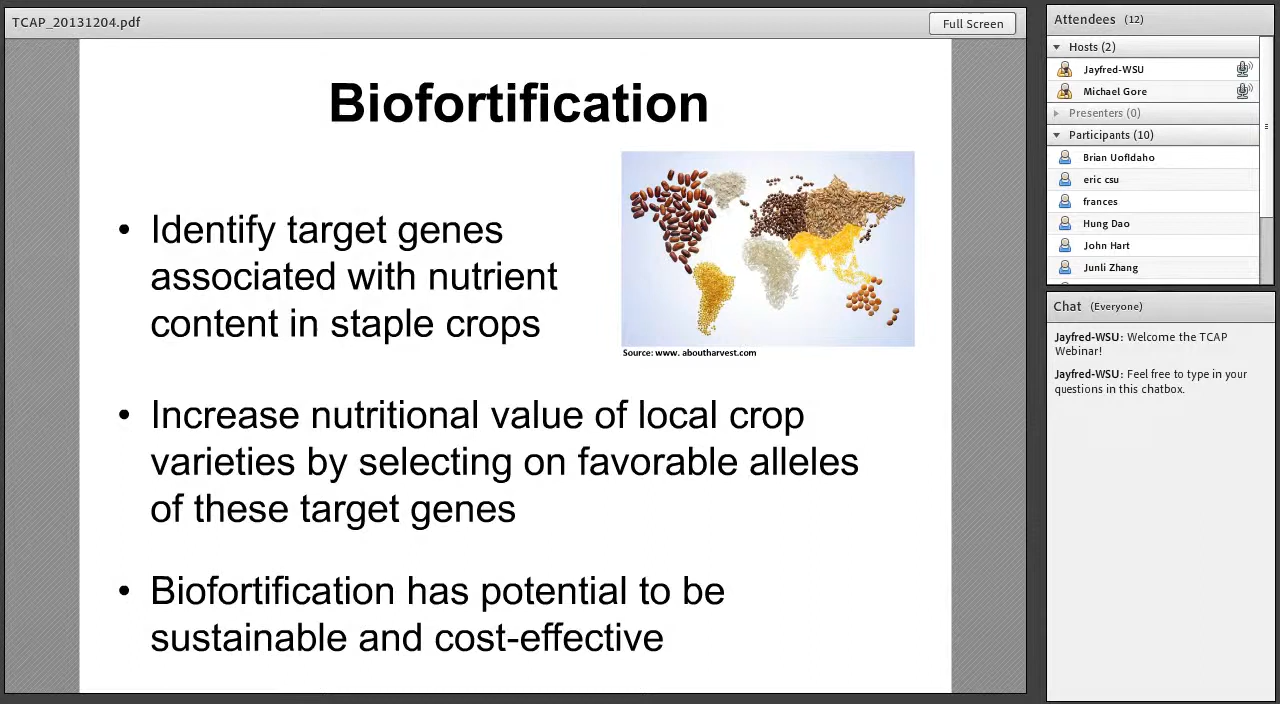 TCAP_20131204.pdf
Full Screen
Biofortification
• Identify target genes
associated with nutrient
content in staple crops
Source: www. aboutharvest.com
• Increase nutritional value of local crop
varieties by selecting on favorable alleles
of these target genes
• Biofortification has potential to be
sustainable and cost-effective
Attendees (12)
Hosts (2)
Jayfred-WSU
Michael Gore
Presenters (0)
Participants (10)
Brian UofIdaho
eric csu
frances
Hung Dao
John Hart
Junli Zhang
Chat (Everyone)
Jayfred-WSU: Welcome the TCAP
Webinar!
Jayfred-WSU: Feel free to type in your
questions in this chatbox.